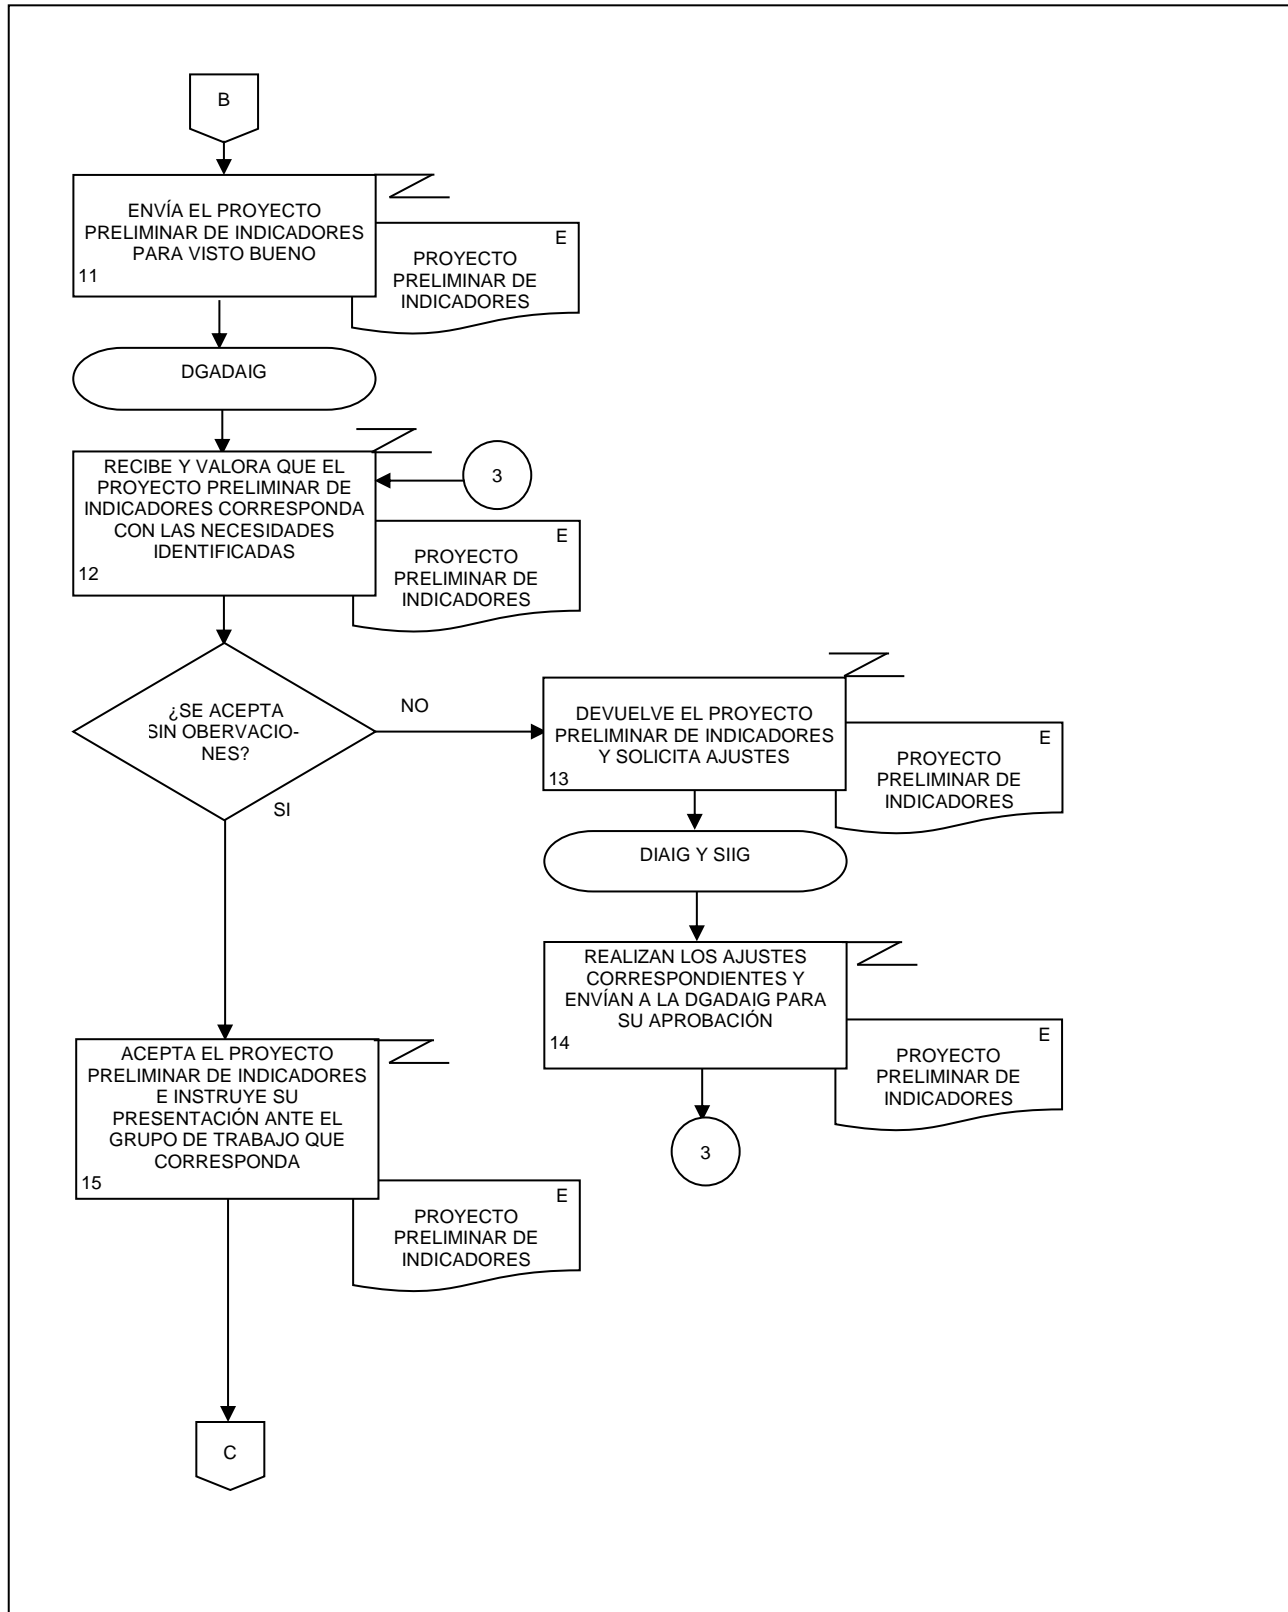 B
ENVÍA EL PROYECTO
PRELIMINAR DE INDICADORES
PARA VISTO BUENO
11
E
PROYECTO
PRELIMINAR DE
INDICADORES
DGADAIG
RECIBE Y VALORA QUE EL
PROYECTO PRELIMINAR DE
INDICADORES CORRESPONDA
CON LAS NECESIDADES
IDENTIFICADAS
12
3
E
PROYECTO
PRELIMINAR DE
INDICADORES
¿SE ACEPTA
SIN OBERVACIO-
NES?
NO
SI
DEVUELVE EL PROYECTO
PRELIMINAR DE INDICADORES
Y SOLICITA AJUSTES
13
E
PROYECTO
PRELIMINAR DE
INDICADORES
DIAIG Y SIIG
REALIZAN LOS AJUSTES
CORRESPONDIENTES Y
ENVÍAN A LA DGADAIG PARA
SU APROBACIÓN
14
E
PROYECTO
PRELIMINAR DE
INDICADORES
3
ACEPTA EL PROYECTO
PRELIMINAR DE INDICADORES
E INSTRUYE SU
PRESENTACIÓN ANTE EL
GRUPO DE TRABAJO QUE
CORRESPONDA
15
E
PROYECTO
PRELIMINAR DE
INDICADORES
C